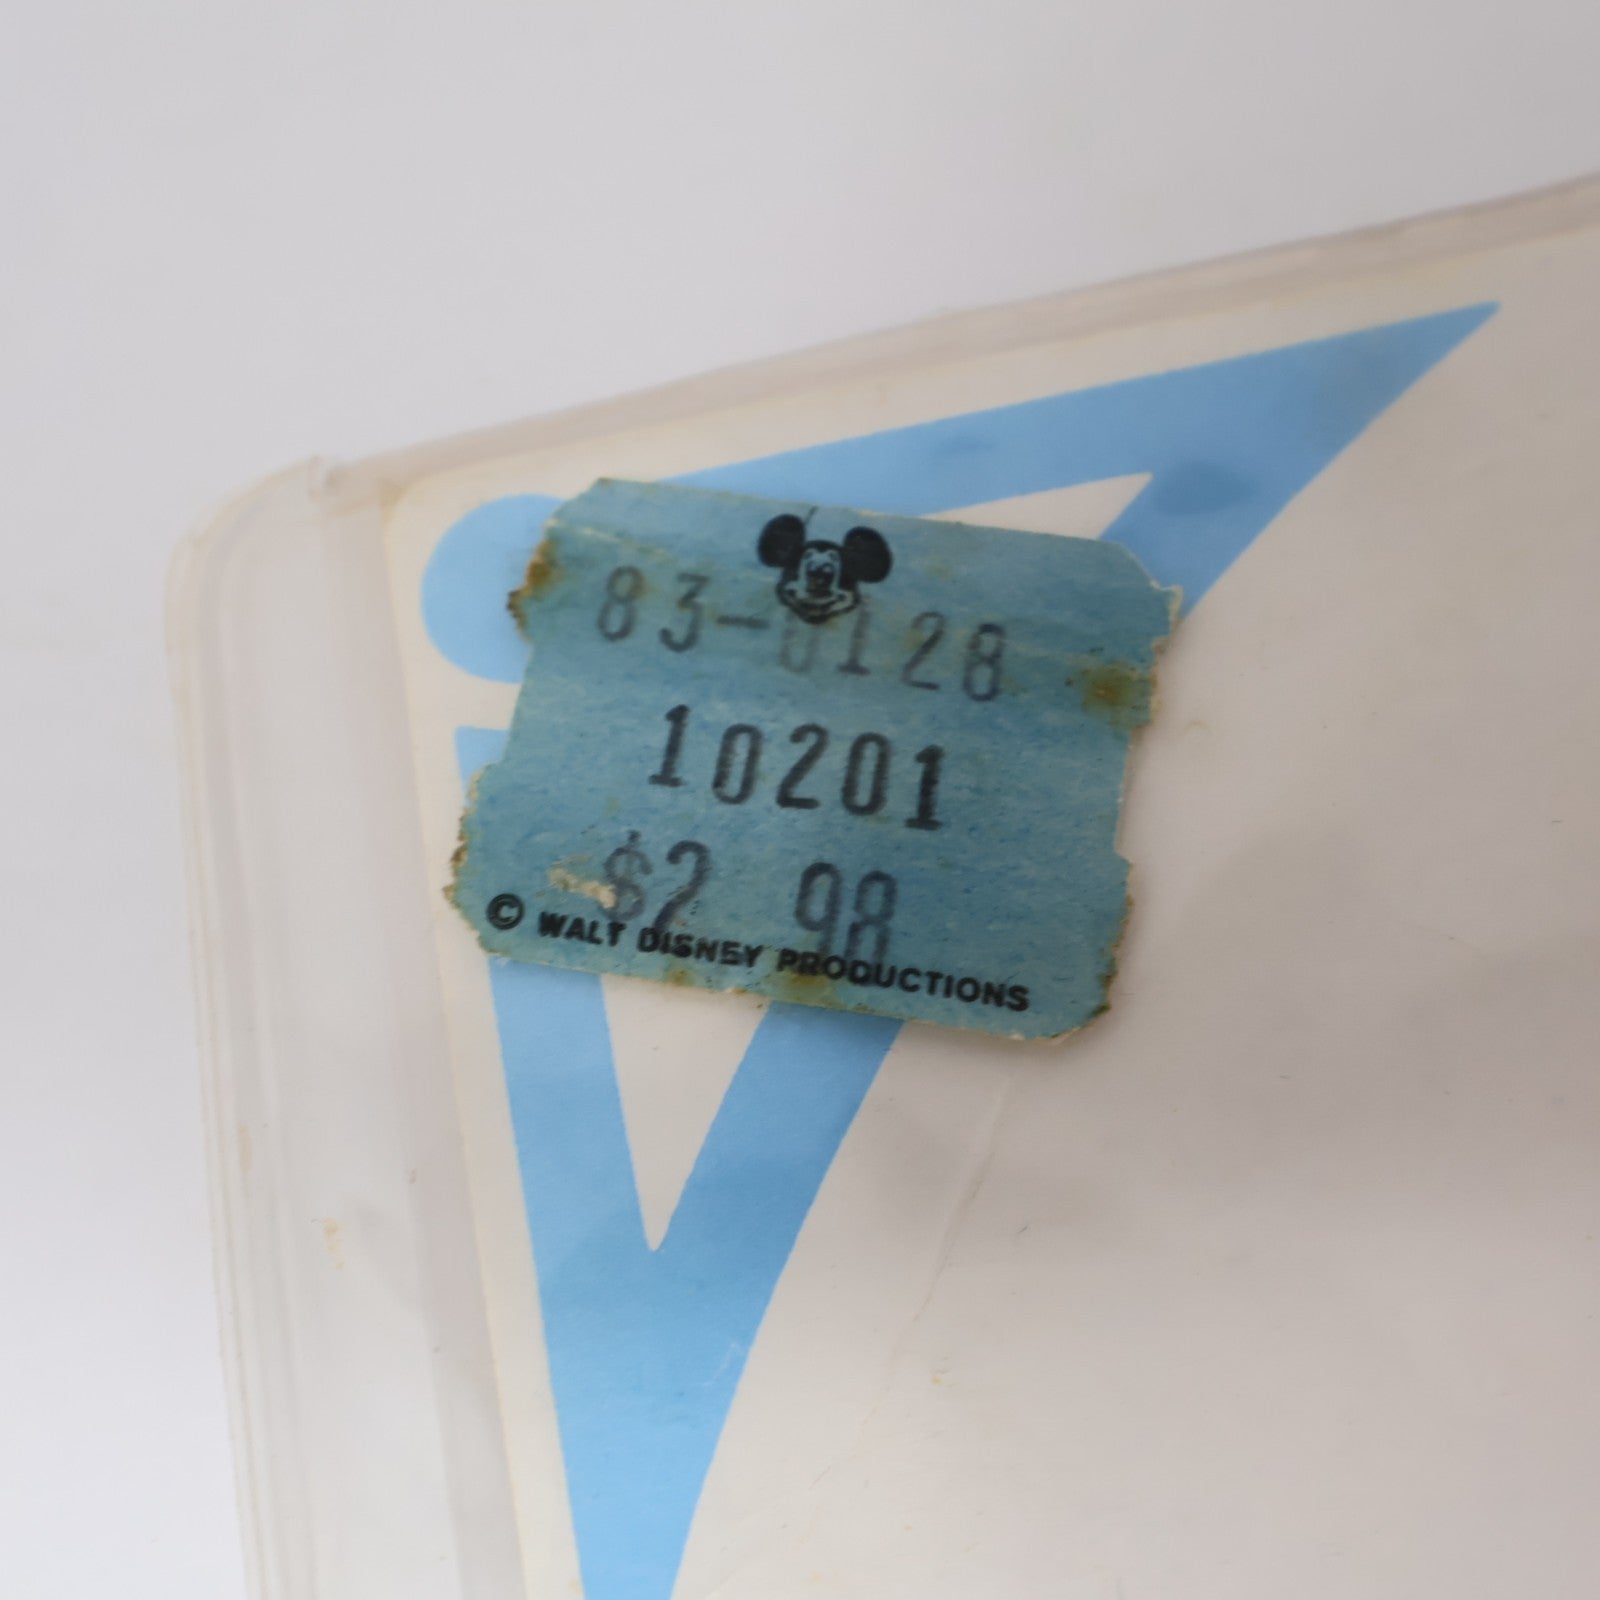 83-0128
10201
$2 98
© WALT DISNEY PRODUCTIONS